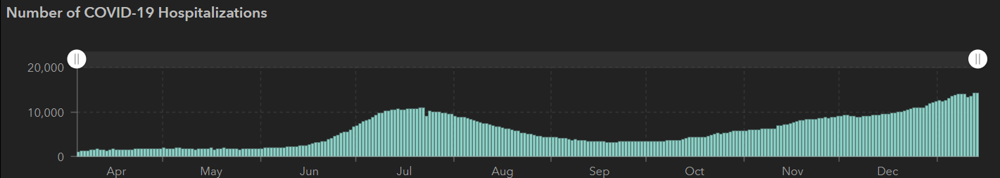 Number of COVID-19 Hospitalizations
20,000
10,000
0
Apr May Jun Jul Aug Sep Oct Nov Dec